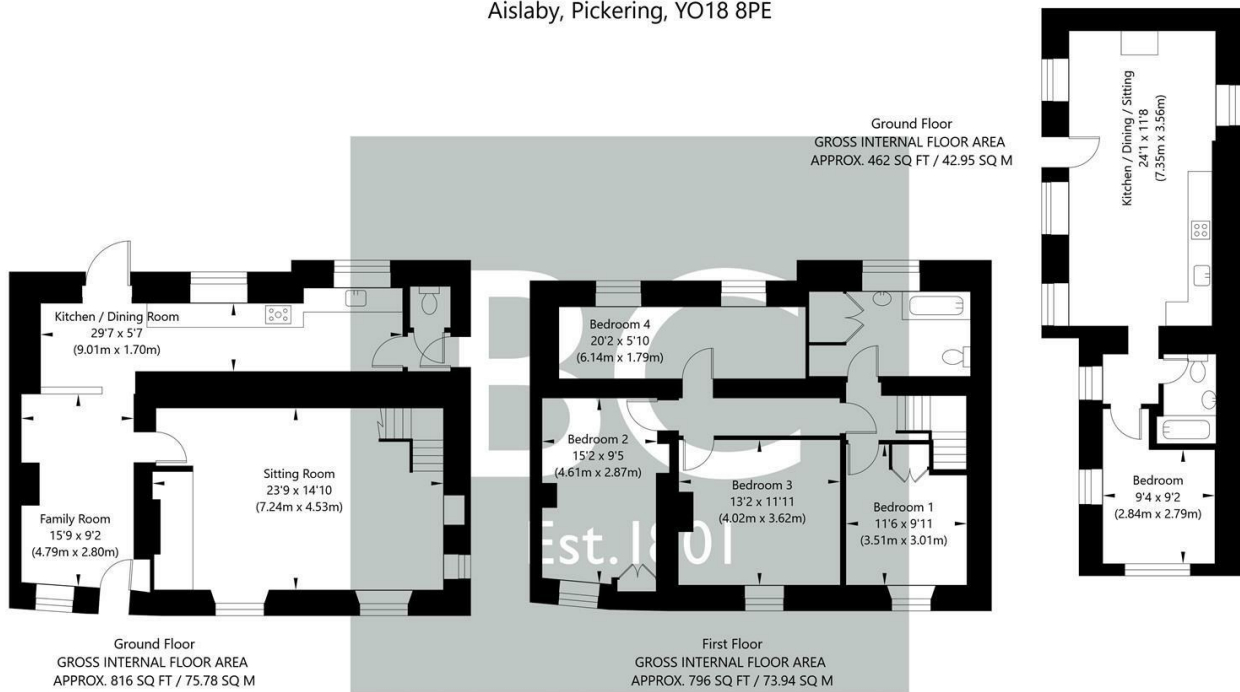 Aislaby, Pickering, YO18 8PE
Ground Floor
GROSS INTERNAL FLOOR AREA
APPROX. 462 SQ FT / 42.95 SQ M
Kitchen / Dining / Sitting
24'1 x 11'8
(7.35m x 3.56m)
Bedroom
9'4 x 9'2
(2.84m x 2.79m)
Kitchen / Dining Room
29'7 x 5'7
(9.01m x 1.70m)
Sitting Room
23'9 x 14'10
(7.24m x 4.53m)
Family Room
15'9 x 9'2
(4.79m x 2.80m)
Ground Floor
GROSS INTERNAL FLOOR AREA
APPROX. 816 SQ FT / 75.78 SQ M
BC
Est. 1801
Bedroom 4
20'2 x 5'10
(6.14m x 1.79m)
Bedroom 2
15'2 x 9'5
(4.61m x 2.87m)
Bedroom 3
13'2 x 11'11
(4.02m x 3.62m)
Bedroom 1
11'6 x 9'11
(3.51m x 3.01m)
First Floor
GROSS INTERNAL FLOOR AREA
APPROX. 796 SQ FT / 73.94 SQ M